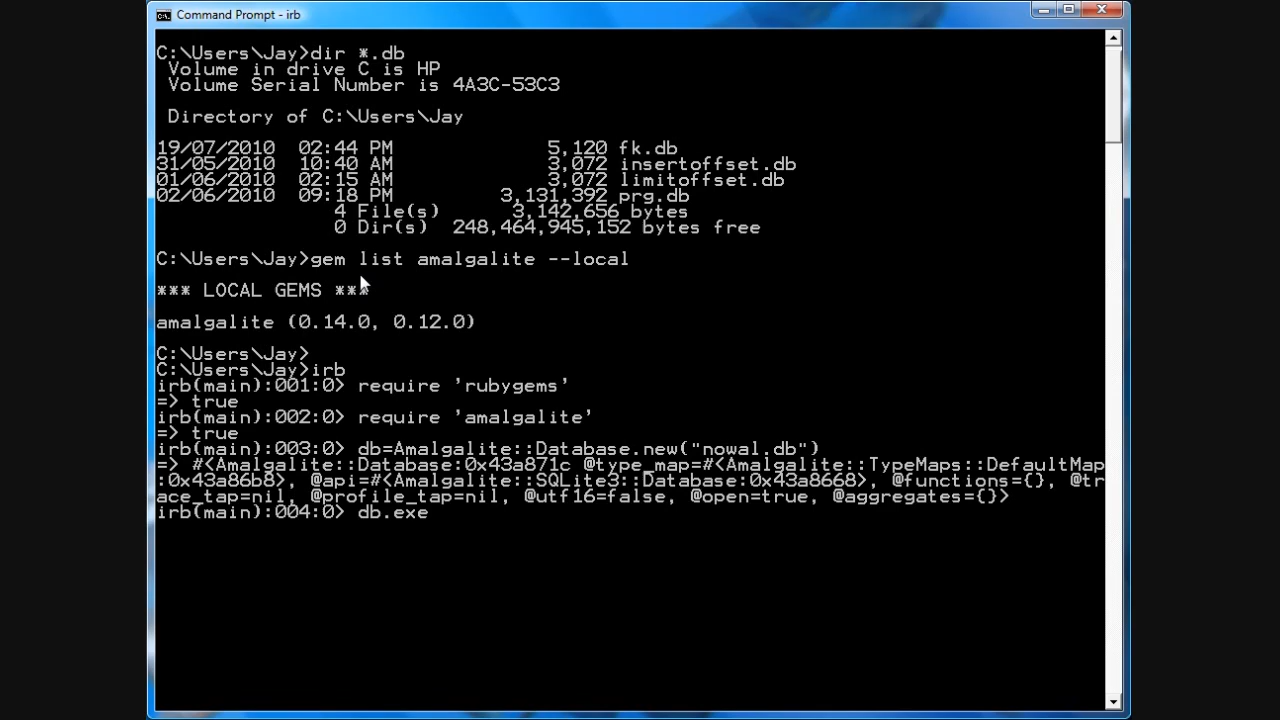 Command Prompt - irb
C:\Users\Jay>dir *.db
Volume in drive C is HP
Volume Serial Number is 4A3C-53C3
Directory of C:\Users\Jay
19/07/2010 02:44 PM 5,120 fk.db
31/05/2010 10:40 AM 3,072 insertoffset.db
01/06/2010 02:15 AM 3,072 limitoffset.db
02/06/2010 09:18 PM 3,131,392 prg.db
4 File(s) 3,142,656 bytes
0 Dir(s) 248,464,945,152 bytes free
C:\Users\Jay>gem list amalgalite --local
*** LOCAL GEMS ***
amalgalite (0.14.0, 0.12.0)
C:\Users\Jay>
C:\Users\Jay>irb
irb(main):001:0> require 'rubygems'
=> true
irb(main):002:0> require 'amalgalite'
=> true
irb(main):003:0> db=Amalgalite::Database.new("nowal.db")
=> #<Amalgalite::Database:0x43a871c @type_map=#<Amalgalite::TypeMaps::DefaultMap
:0x43a86b8>, @api=#<Amalgalite::SQLite3::Database:0x43a8668>, @functions={}, @tr
ace_tap=nil, @profile_tap=nil, @utf16=false, @open=true, @aggregates={}>
irb(main):004:0> db.exe